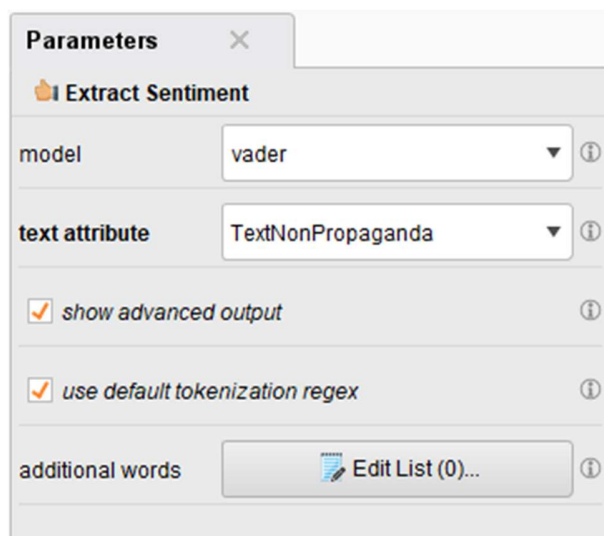 Parameters
Extract Sentiment
model
vader
text attribute
TextNonPropaganda
show advanced output
use default tokenization regex
additional words
Edit List (0)...